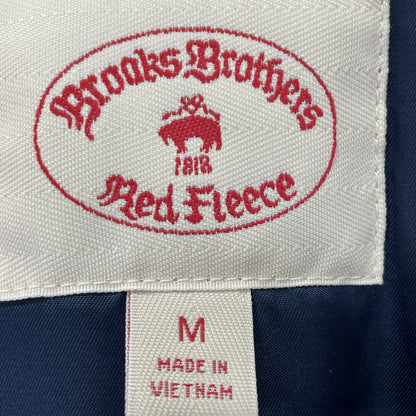 Brooks Brothers
1818
Red Fleece
M
MADE IN
VIETNAM